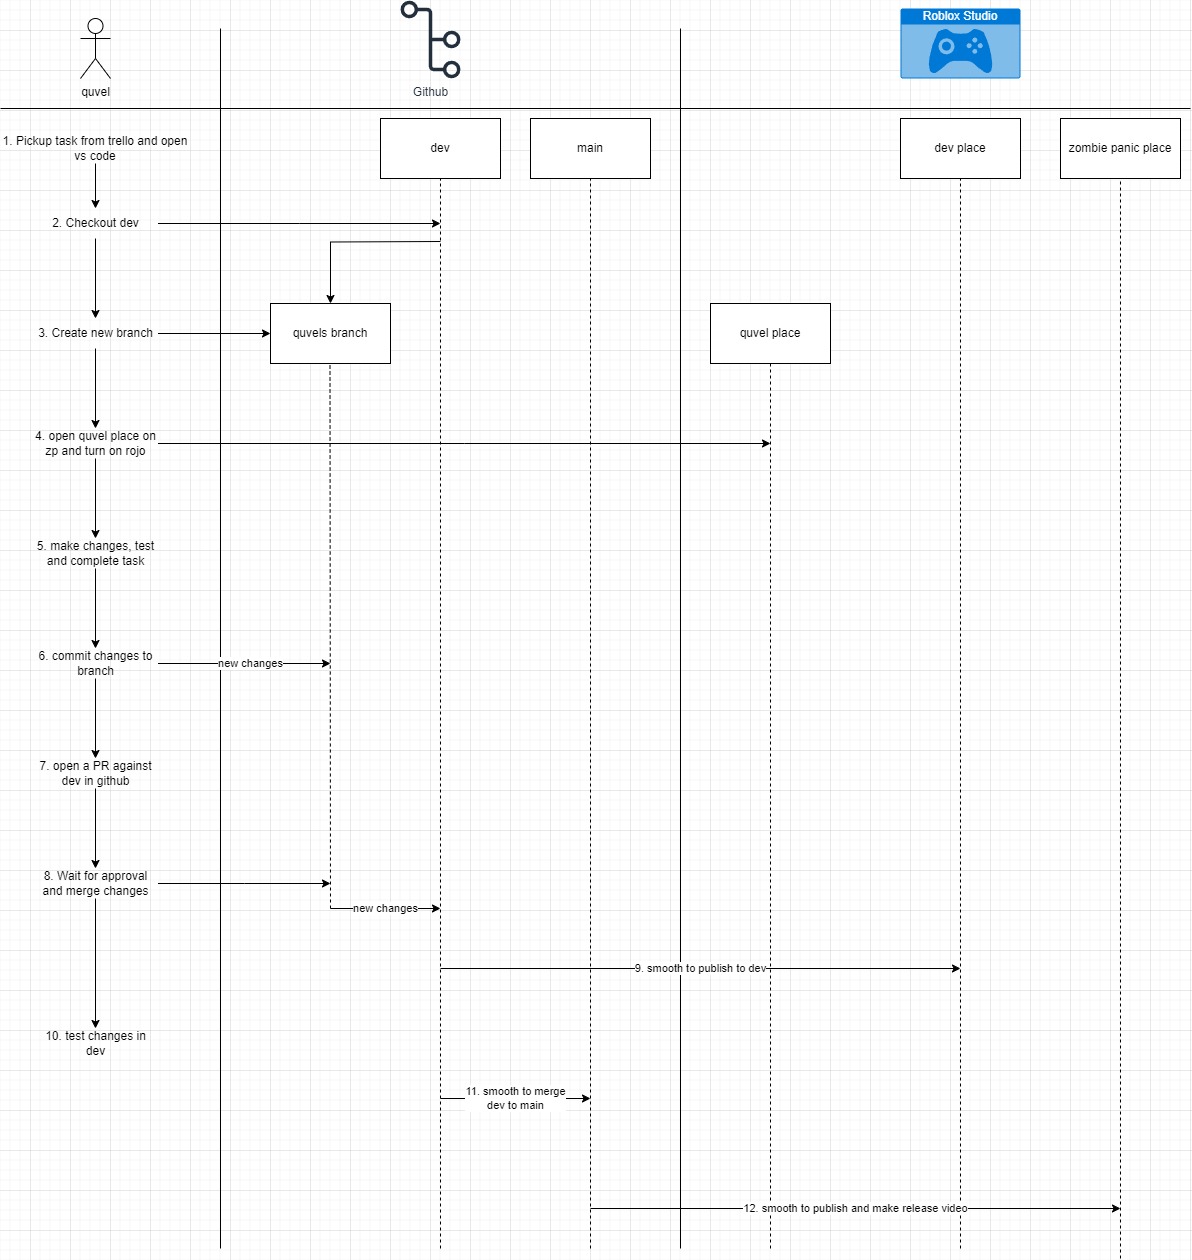 Roblox Studio
quvel
Github
1. Pickup task from trello and open
vs code
dev
main
dev place
zombie panic place
2. Checkout dev
3. Create new branch
quvels branch
quvel place
4. open quvel place on
zp and turn on rojo
5. make changes, test
and complete task
6. commit changes to
branch
new changes
7. open a PR against
dev in github
8. Wait for approval
and merge changes
new changes
9. smooth to publish to dev
10. test changes in
dev
11. smooth to merge
dev to main
12. smooth to publish and make release video